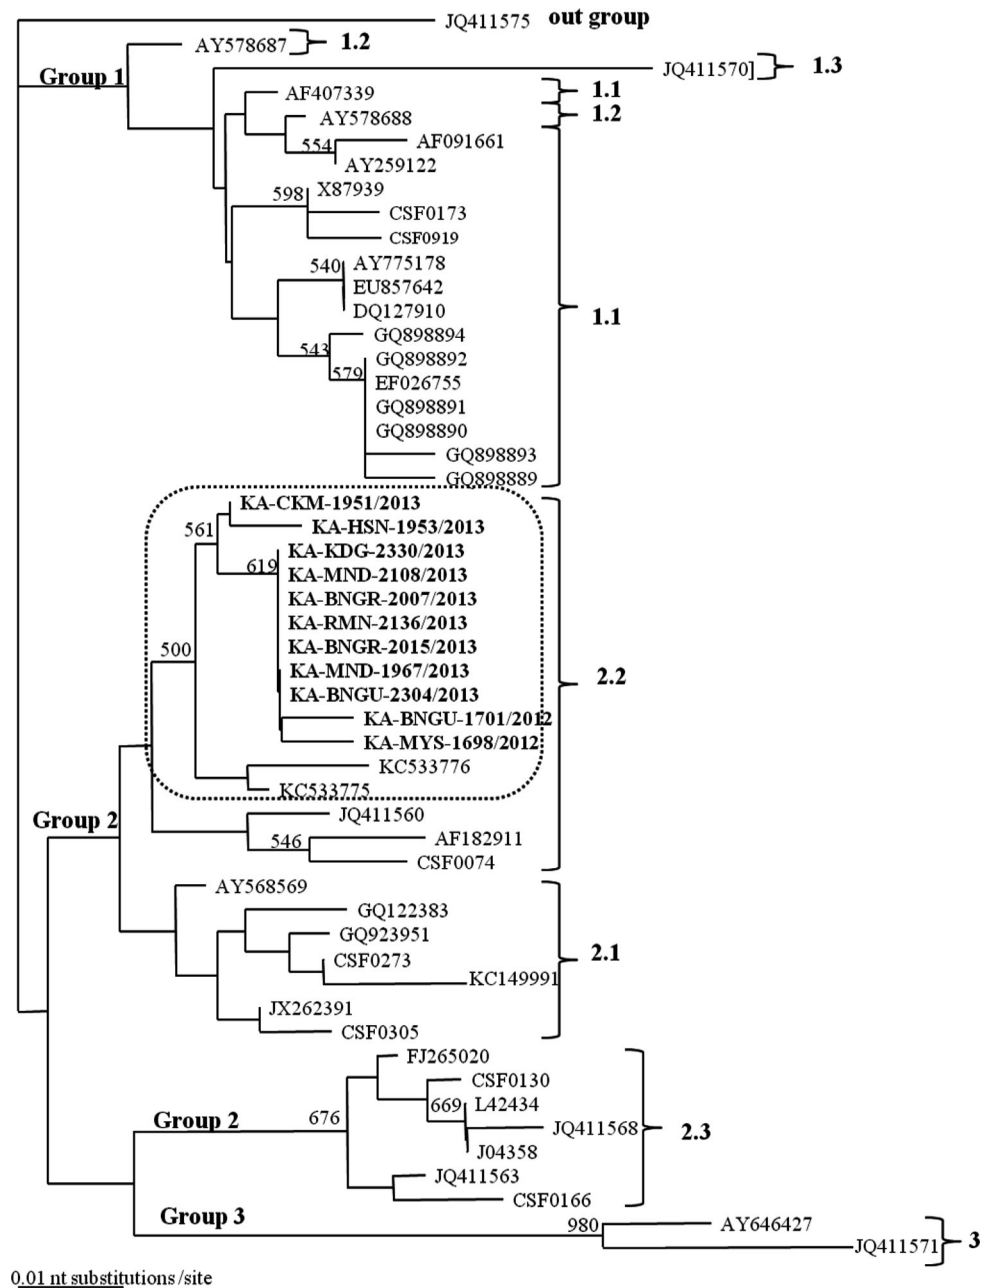 JQ411575 out group
AY578687 1.2
Group 1
JQ411570] 1.3
AF407339 1.1
AY578688 1.2
554 AF091661
AY259122
598 X87939
CSF0173
CSF0919
540 AY775178
EU857642
DQ127910
1.1
GQ898894
543
GQ898892
579
EF026755
GQ898891
GQ898890
GQ898893
GQ898889
KA-CKM-1951/2013
561 KA-HSN-1953/2013
KA-KDG-2330/2013
619
KA-MND-2108/2013
KA-BNGR-2007/2013
KA-RMN-2136/2013
500 KA-BNGR-2015/2013
KA-MND-1967/2013
2.2
KA-BNGU-2304/2013
KA-BNGU-1701/2012
KA-MYS-1698/2012
KC533776
KC533775
Group 2
JQ411560
546 AF182911
CSF0074
AY568569
GQ122383
GQ923951
2.1
CSF0273
KC149991
JX262391
CSF0305
FJ265020
CSF0130
669 L42434
Group 2 676
JQ411568 2.3
J04358
JQ411563
CSF0166
Group 3
980 AY646427
JQ411571 3
0.01 nt substitutions /site